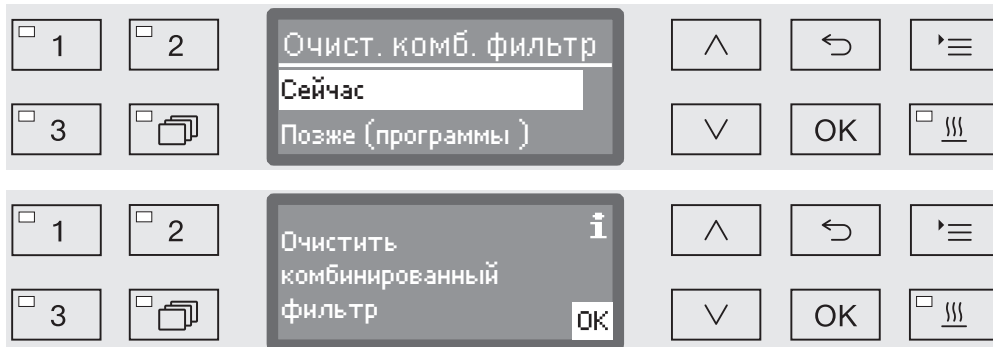 1
2
3
Очист. комб. фильтр
Сейчас
Позже (программы )
OK
1
2
3
Очистить
комбинированный
фильтр
i
OK
OK